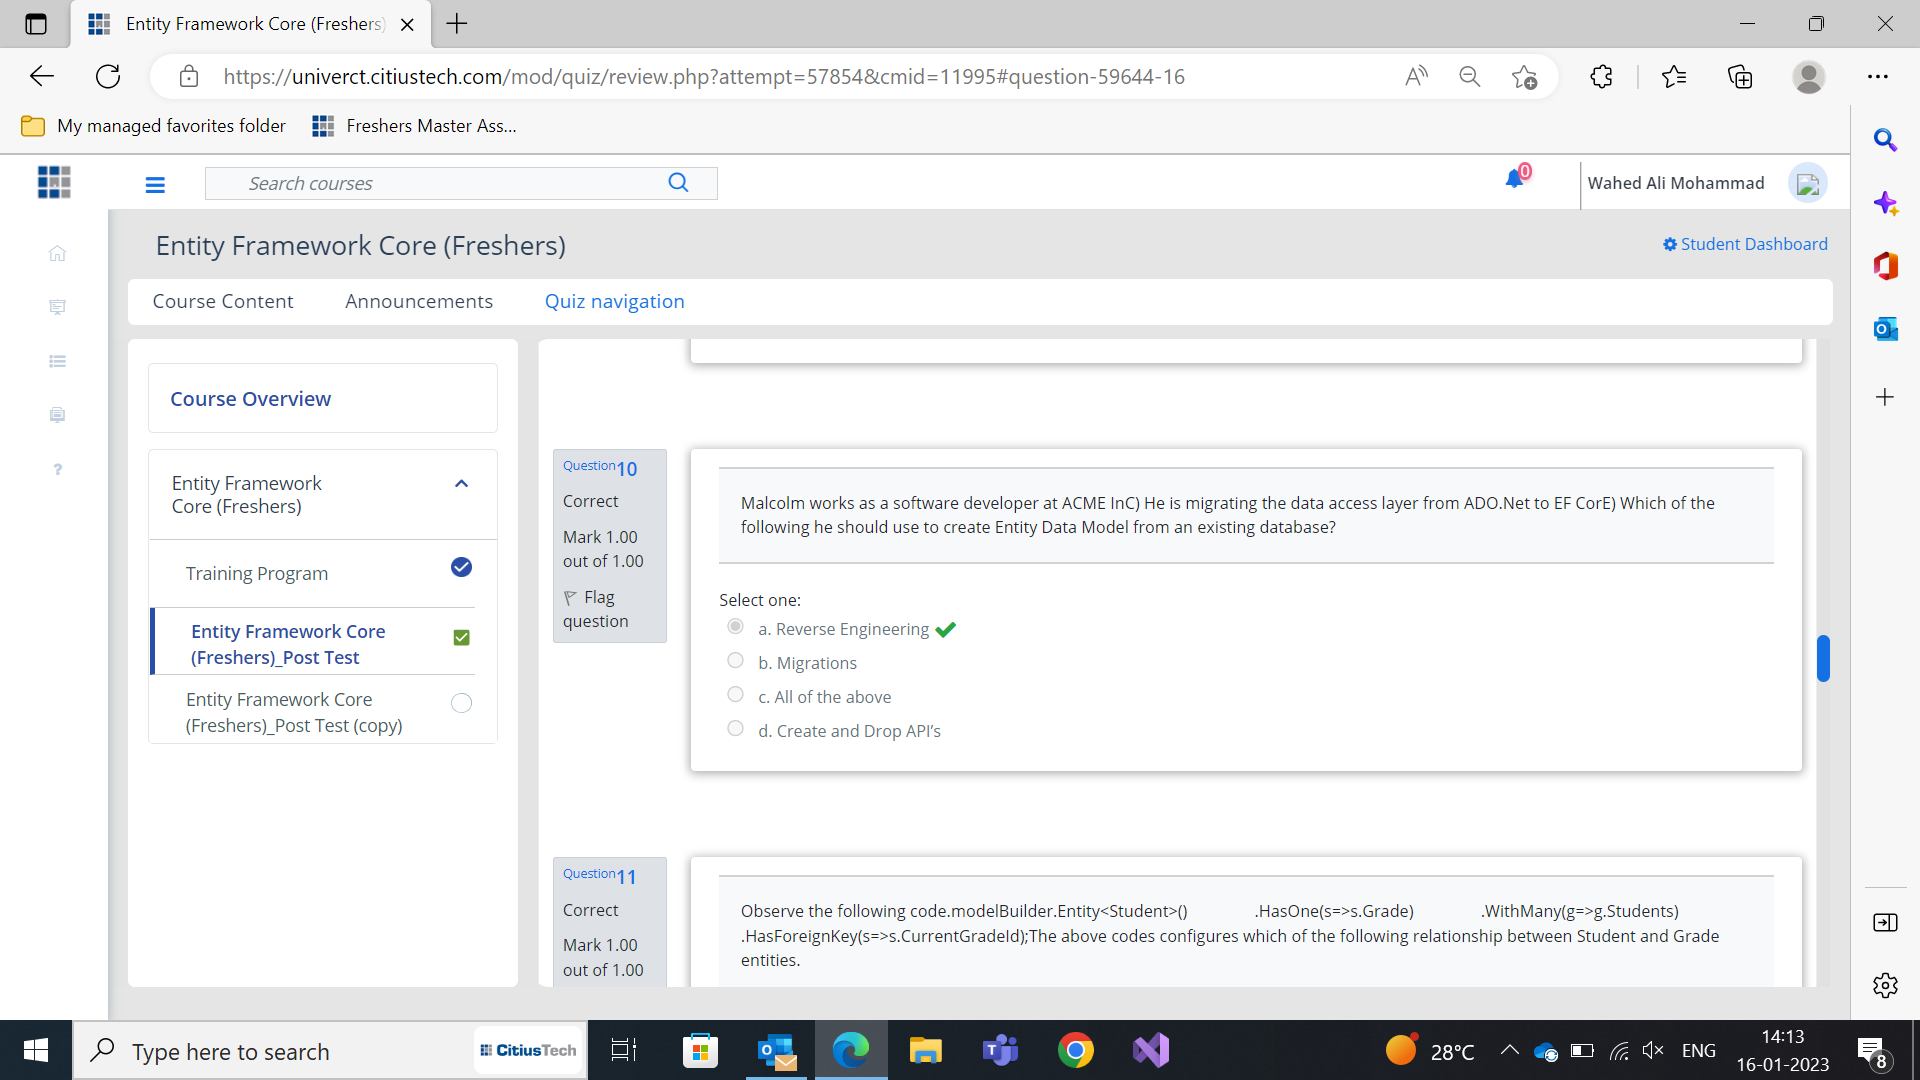 Entity Framework Core (Freshers)
https://univerct.citiustech.com/mod/quiz/review.php?attempt=57854&cmid=11995#question-59644-16
My managed favorites folder
Freshers Master Ass...
Search courses
0
Wahed Ali Mohammad
Entity Framework Core (Freshers)
Student Dashboard
Course Content
Announcements
Quiz navigation
Course Overview
Entity Framework
Core (Freshers)
Training Program
Entity Framework Core
(Freshers)_Post Test
Entity Framework Core
(Freshers)_Post Test (copy)
Question 10
Correct
Mark 1.00
out of 1.00
Flag
question
Malcolm works as a software developer at ACME InC) He is migrating the data access layer from ADO.Net to EF CorE) Which of the
following he should use to create Entity Data Model from an existing database?
Select one:
a. Reverse Engineering
b. Migrations
c. All of the above
d. Create and Drop API’s
Question 11
Correct
Mark 1.00
out of 1.00
Observe the following code.modelBuilder.Entity<Student>() .HasOne(s=>s.Grade) .WithMany(g=>g.Students)
.HasForeignKey(s=>s.CurrentGradeId);The above codes configures which of the following relationship between Student and Grade
entities.
Type here to search
CitiusTech
28°C
ENG
14:13
16-01-2023
8